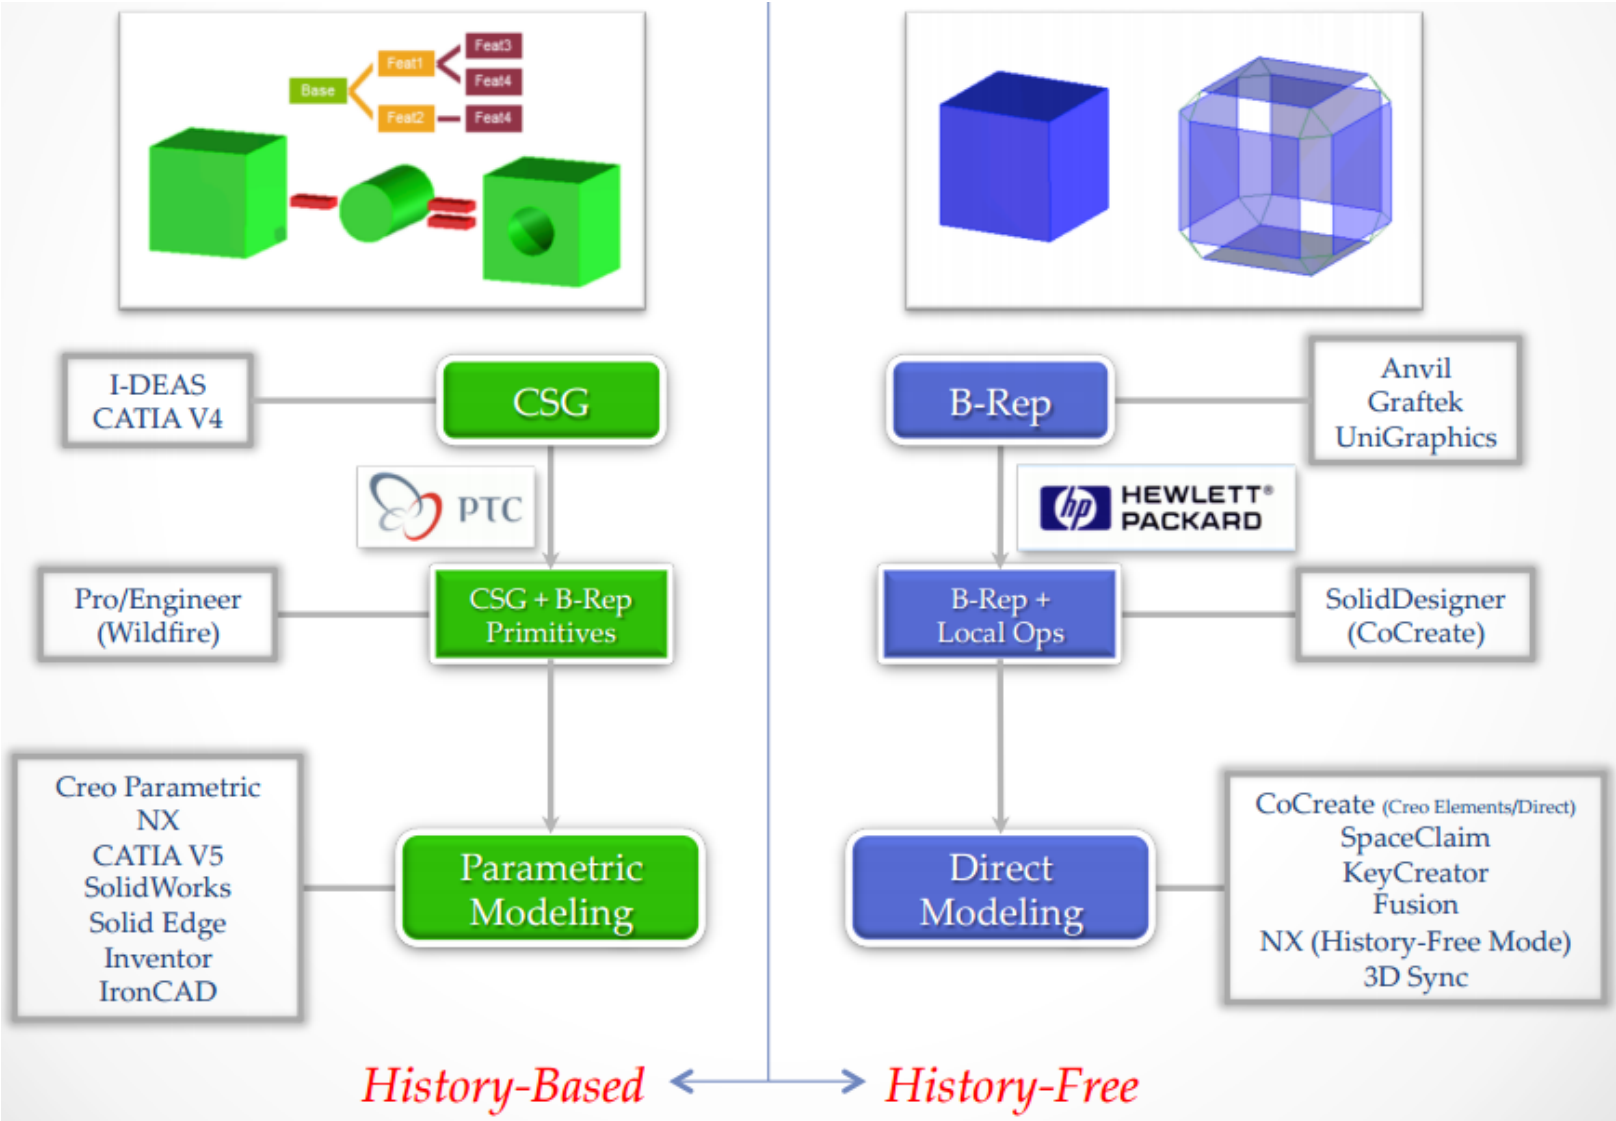 Feat3
Feat1
Feat4
Base
Feat2
Feat4
I-DEAS
CATIA V4
CSG
PTC
Pro/Engineer
(Wildfire)
CSG + B-Rep
Primitives
Creo Parametric
NX
CATIA V5
SolidWorks
Solid Edge
Inventor
IronCAD
Parametric
Modeling
History-Based
B-Rep
Anvil
Graftek
UniGraphics
hp
HEWLETT®
PACKARD
B-Rep +
Local Ops
SolidDesigner
(CoCreate)
Direct
Modeling
CoCreate (Creo Elements/Direct)
SpaceClaim
KeyCreator
Fusion
NX (History-Free Mode)
3D Sync
History-Free